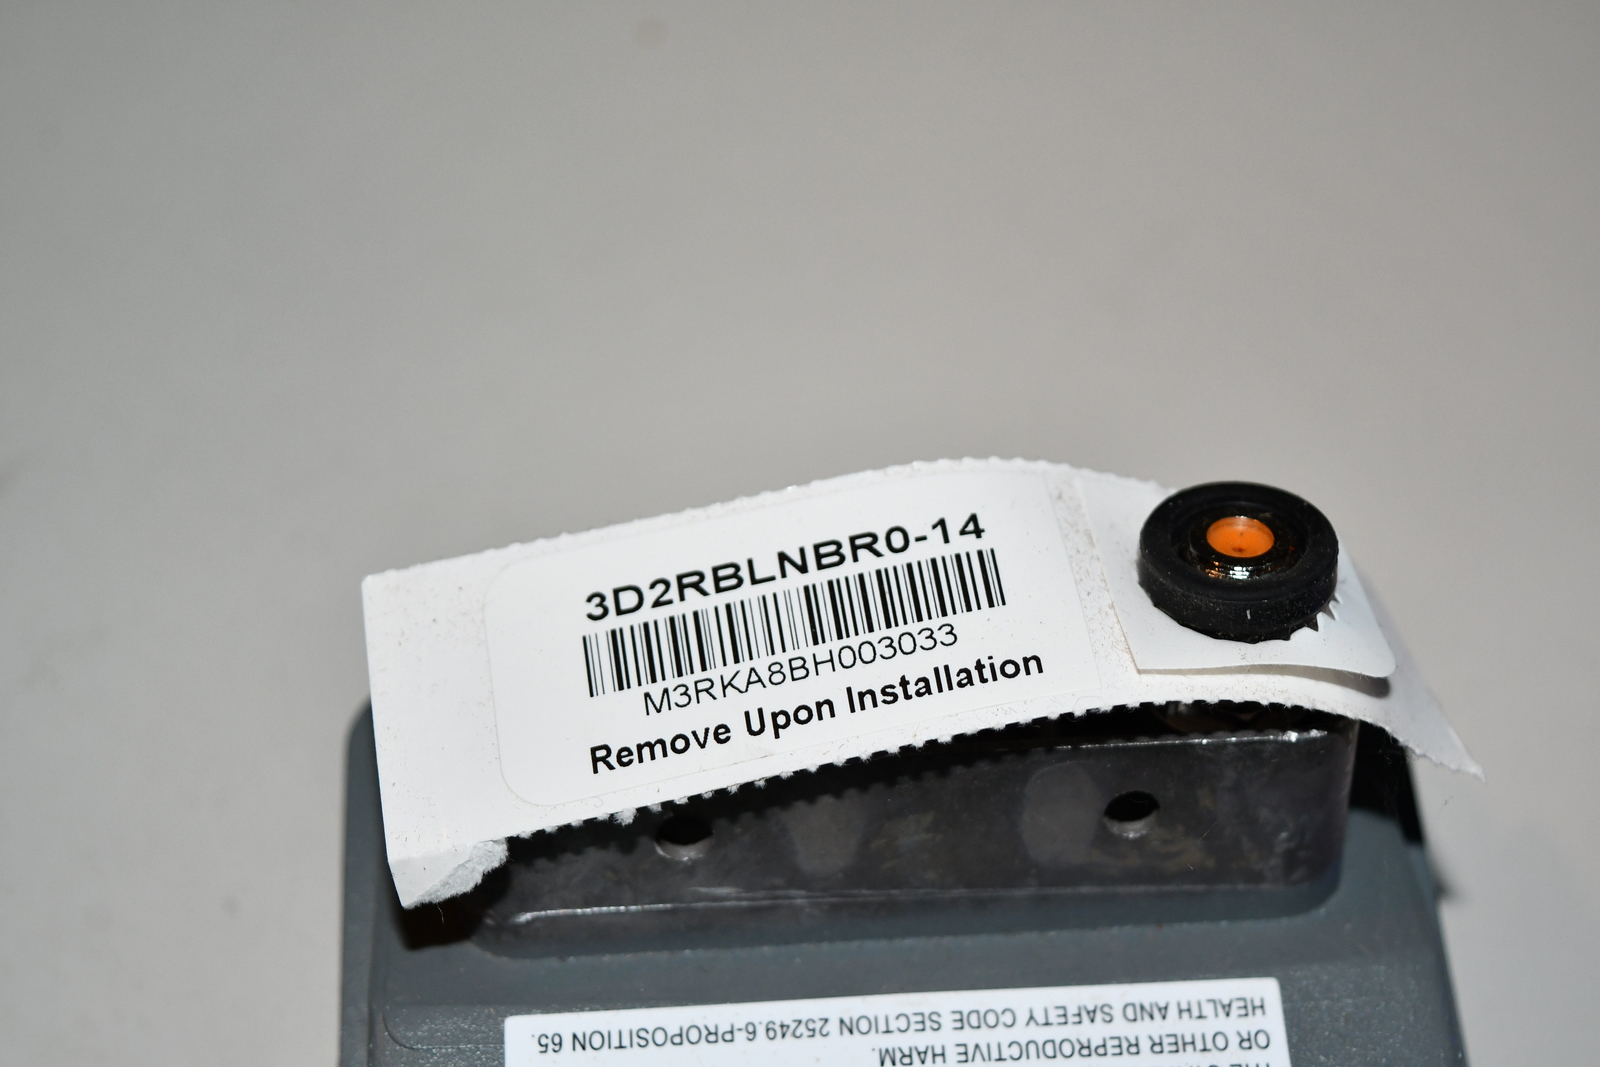 3D2RBLNBR0-14
M3RKA8BH003033
Remove Upon Installation
OR OTHER REPRODUCTIVE HARM.
HEALTH AND SAFETY CODE SECTION 25249.6-PROPOSITION 65.